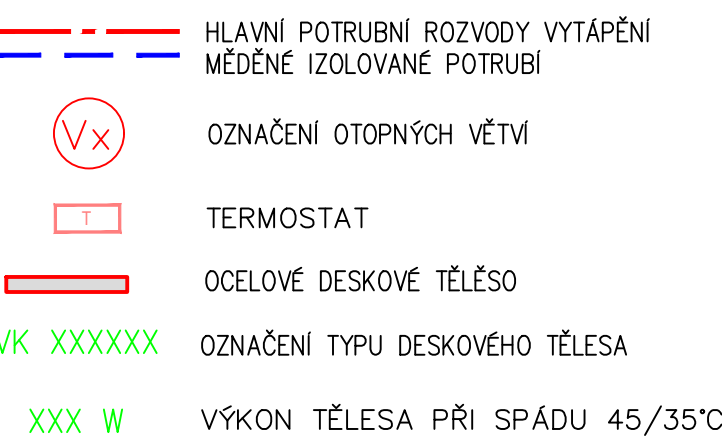 HLAVNÍ POTRUBNÍ ROZVODY VYTÁPĚNÍ
MĚDĚNÉ IZOLOVANÉ POTRUBÍ
Vx OZNAČENÍ OTOPNÝCH VĚTVÍ
T TERMOSTAT
OCELOVÉ DESKOVÉ TĚLĚSO
VK XXXXXX OZNAČENÍ TYPU DESKOVÉHO TĚLESA
XXX W VÝKON TĚLESA PŘI SPÁDU 45/35°C